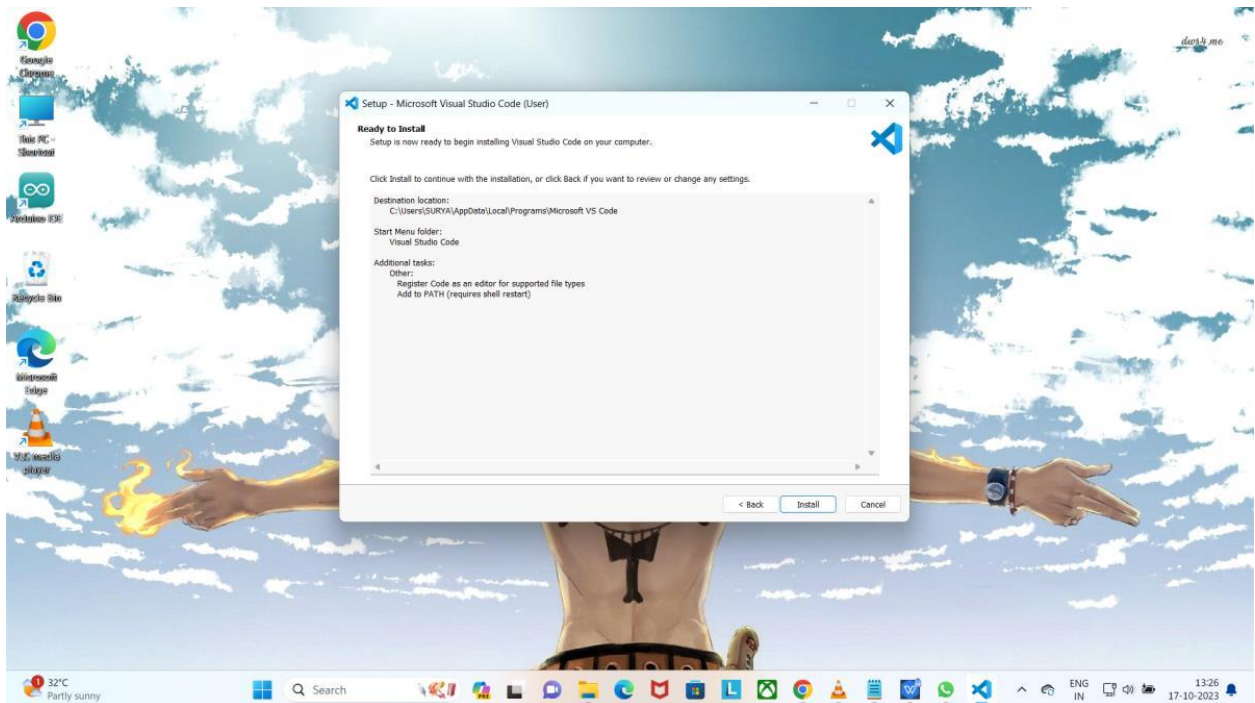 Google
Chrome
This PC -
Shortcut
Arduino IDE
Recycle Bin
Microsoft
Edge
VLC media
player
dws4.me
Setup - Microsoft Visual Studio Code (User)
Ready to Install
Setup is now ready to begin installing Visual Studio Code on your computer.
Click Install to continue with the installation, or click Back if you want to review or change any settings.
Destination location:
C:\Users\SURYA\AppData\Local\Programs\Microsoft VS Code
Start Menu folder:
Visual Studio Code
Additional tasks:
Other:
Register Code as an editor for supported file types
Add to PATH (requires shell restart)
< Back Install Cancel
1
32°C
Partly sunny
Search
PRE
L
W
ENG
IN
13:26
17-10-2023